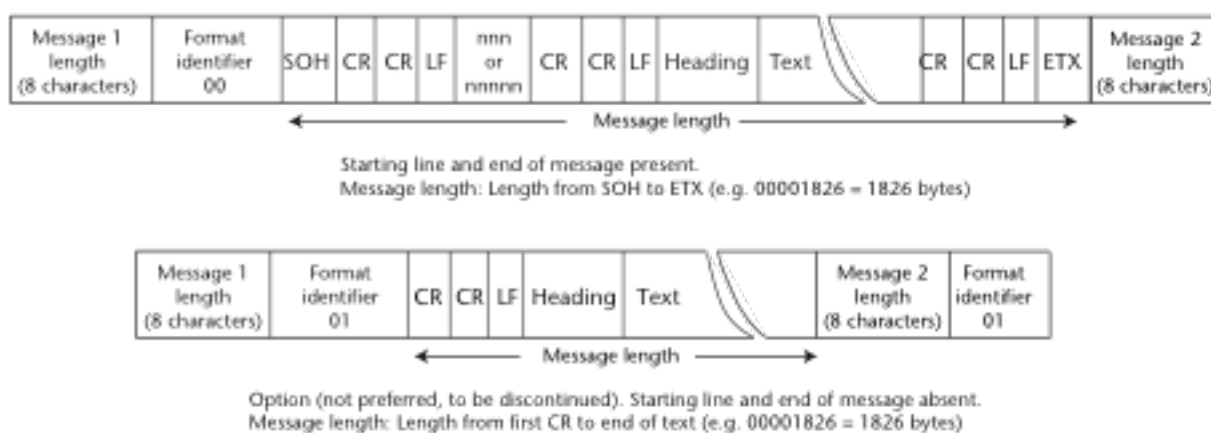 Message 1
length
(8 characters)
Format
identifier
00
SOH
CR
CR
LF
nnn
or
nnnnn
CR
CR
LF
Heading
Text
CR
CR
LF
ETX
Message 2
length
(8 characters)
Message length
Starting line and end of message present.
Message length: Length from SOH to ETX (e.g. 00001826 = 1826 bytes)
Message 1
length
(8 characters)
Format
identifier
01
CR
CR
LF
Heading
Text
Message 2
length
(8 characters)
Format
identifier
01
Message length
Option (not preferred, to be discontinued). Starting line and end of message absent.
Message length: Length from first CR to end of text (e.g. 00001826 = 1826 bytes)